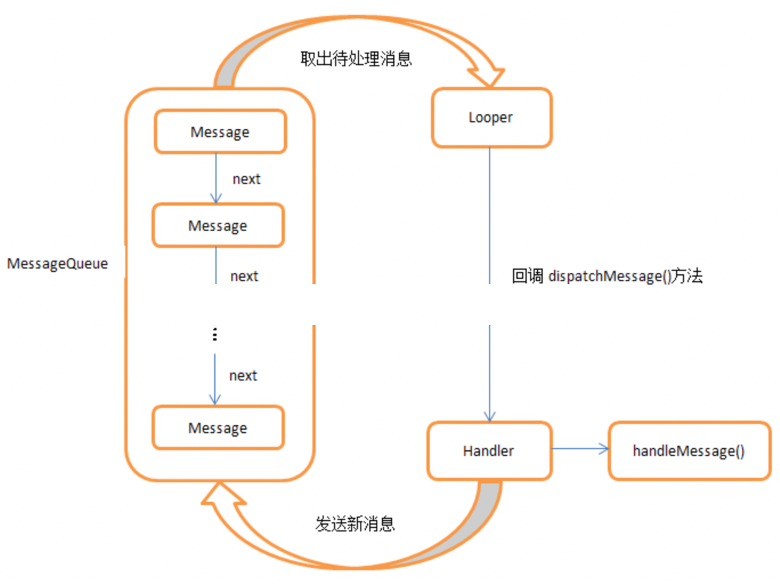 取出待处理消息
Message
Looper
next
Message
MessageQueue
next
回调 dispatchMessage()方法
...
next
Message
Handler
handleMessage()
发送新消息